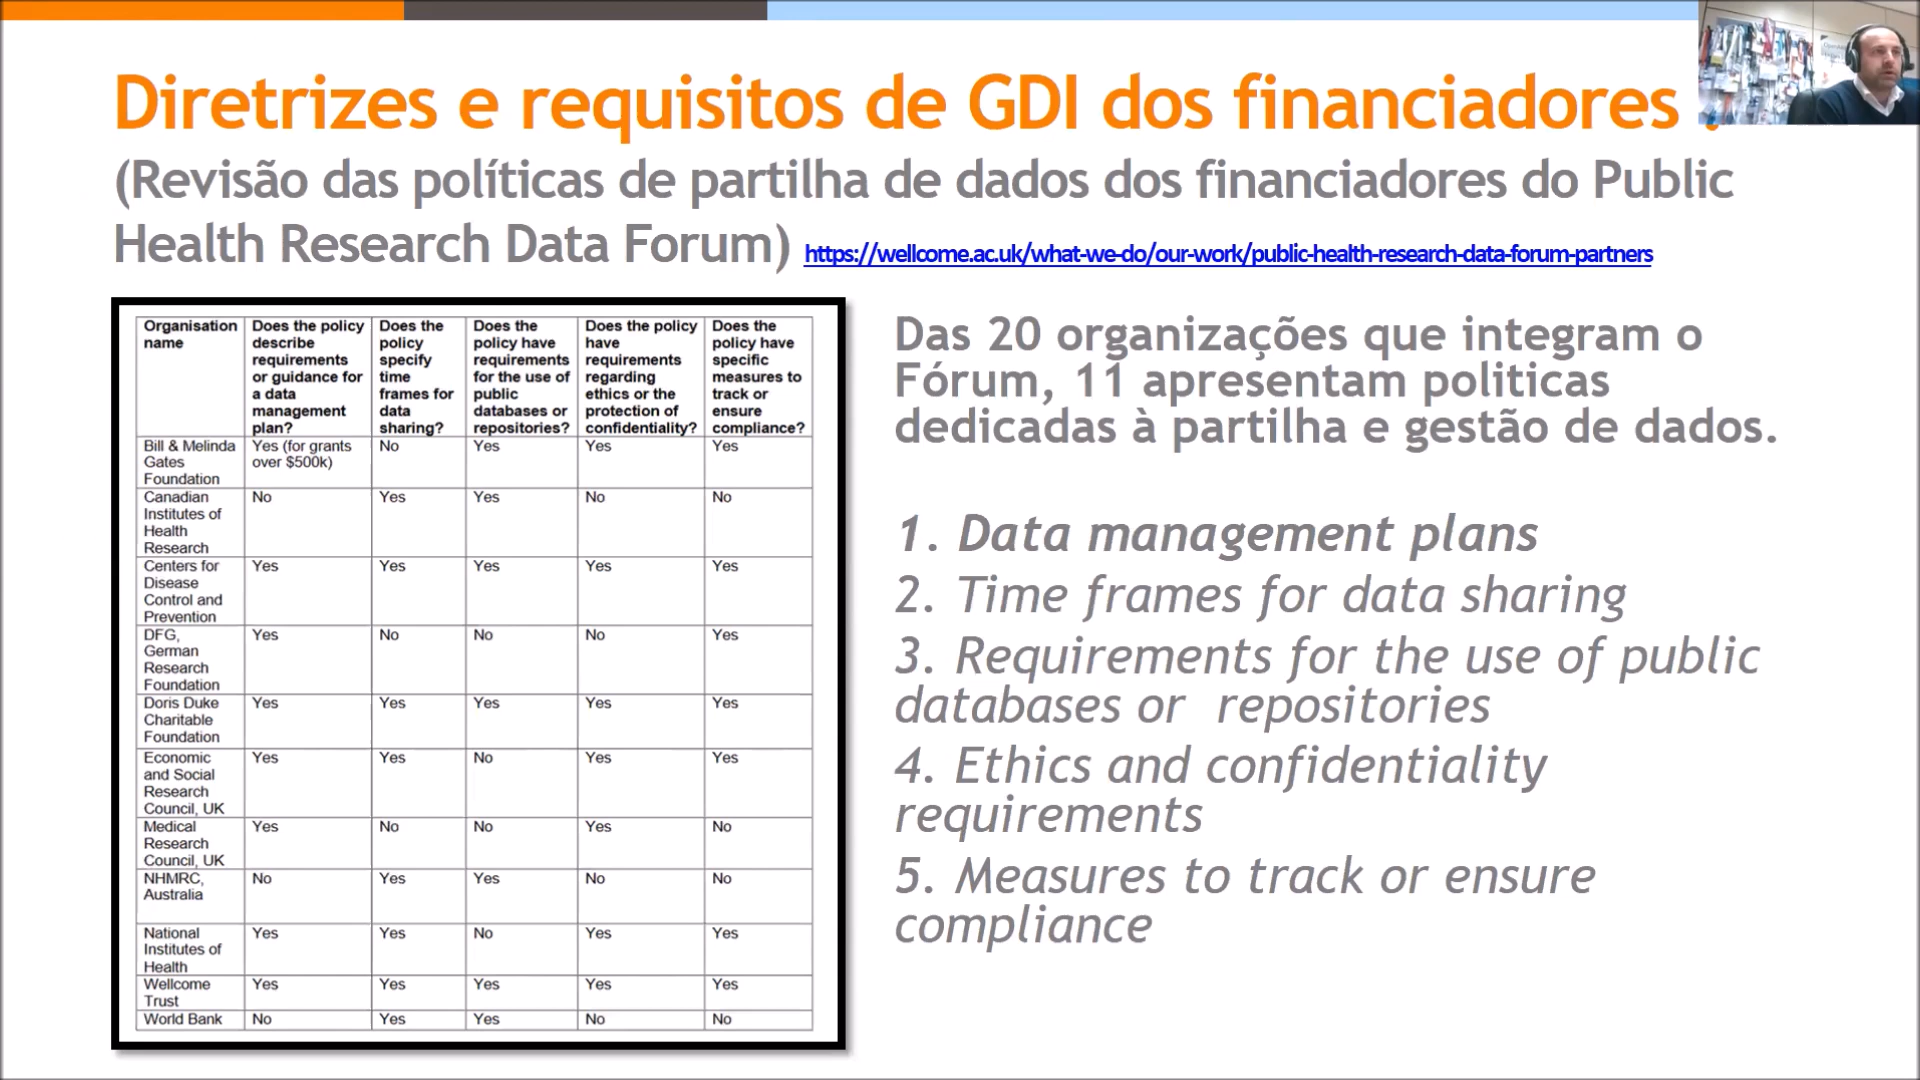 Diretrizes e requisitos de GDI dos financiadores
(Revisão das políticas de partilha de dados dos financiadores do Public
Health Research Data Forum) https://wellcome.ac.uk/what-we-do/our-work/public-health-research-data-forum-partners
Organisation name | Does the policy describe requirements or guidance for a data management plan? | Does the policy specify time frames for data sharing? | Does the policy have requirements for the use of public databases or repositories? | Does the policy have requirements regarding ethics or the protection of confidentiality? | Does the policy have specific measures to track or ensure compliance?
Bill & Melinda Gates Foundation | Yes (for grants over $500k) | No | Yes | Yes | Yes
Canadian Institutes of Health Research | No | Yes | Yes | No | No
Centers for Disease Control and Prevention | Yes | Yes | Yes | Yes | Yes
DFG, German Research Foundation | Yes | No | No | No | Yes
Doris Duke Charitable Foundation | Yes | Yes | Yes | Yes | Yes
Economic and Social Research Council, UK | Yes | Yes | No | Yes | Yes
Medical Research Council, UK | Yes | No | No | Yes | No
NHMRC, Australia | No | Yes | Yes | No | No
National Institutes of Health | Yes | Yes | No | Yes | Yes
Wellcome Trust | Yes | Yes | Yes | Yes | Yes
World Bank | No | Yes | Yes | No | No
Das 20 organizações que integram o
Fórum, 11 apresentam politicas
dedicadas à partilha e gestão de dados.
1. Data management plans
2. Time frames for data sharing
3. Requirements for the use of public
databases or repositories
4. Ethics and confidentiality
requirements
5. Measures to track or ensure
compliance